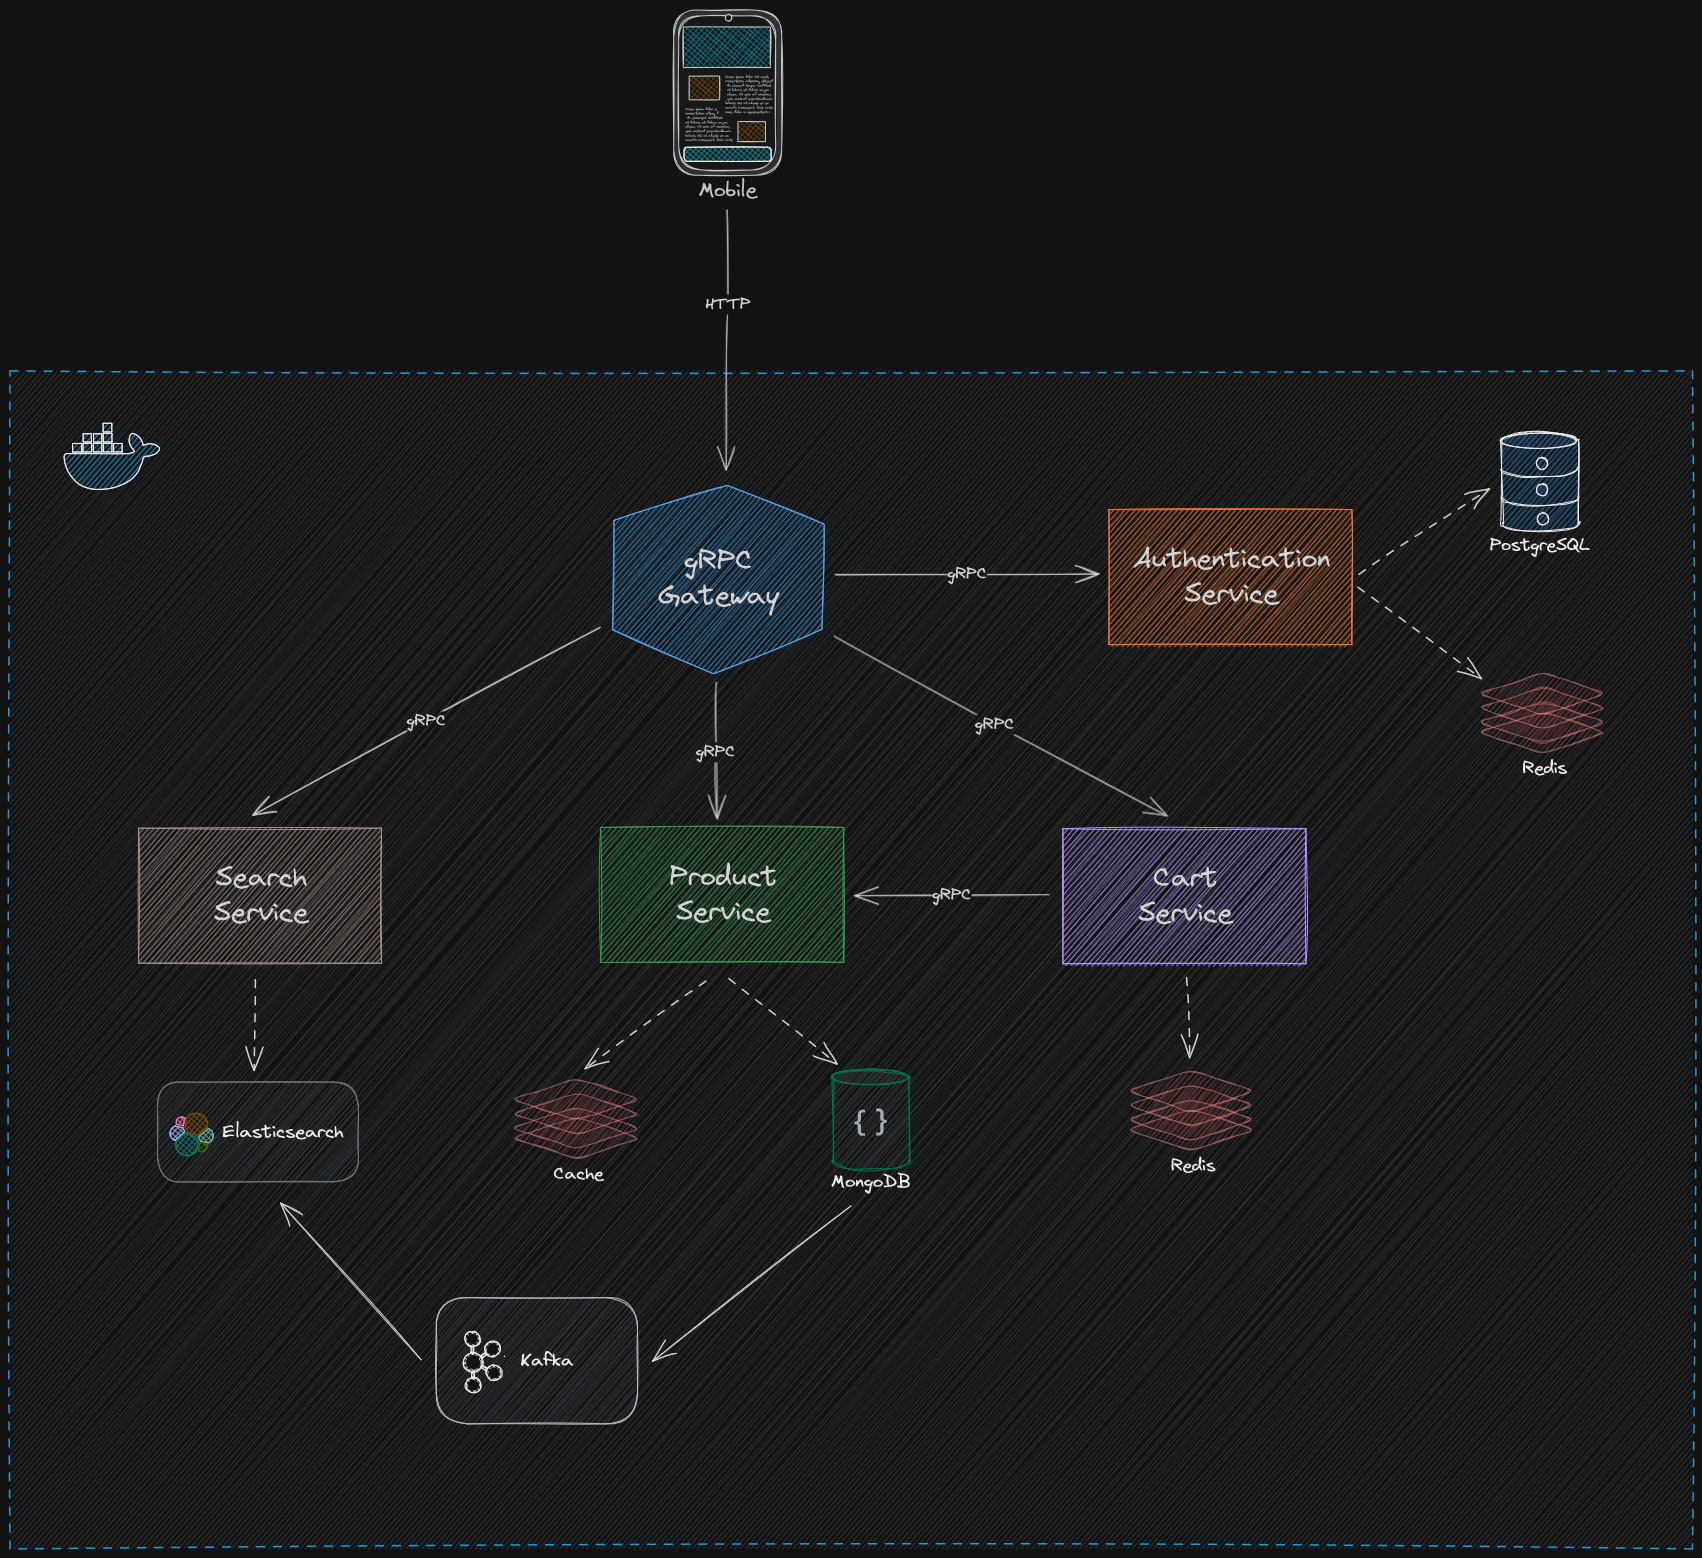 Mobile
HTTP
gRPC
Gateway
gRPC
Authentication
Service
PostgreSQL
Redis
gRPC
gRPC
gRPC
Search
Service
Product
Service
gRPC
Cart
Service
Elasticsearch
Cache
MongoDB
{ }
Redis
Kafka